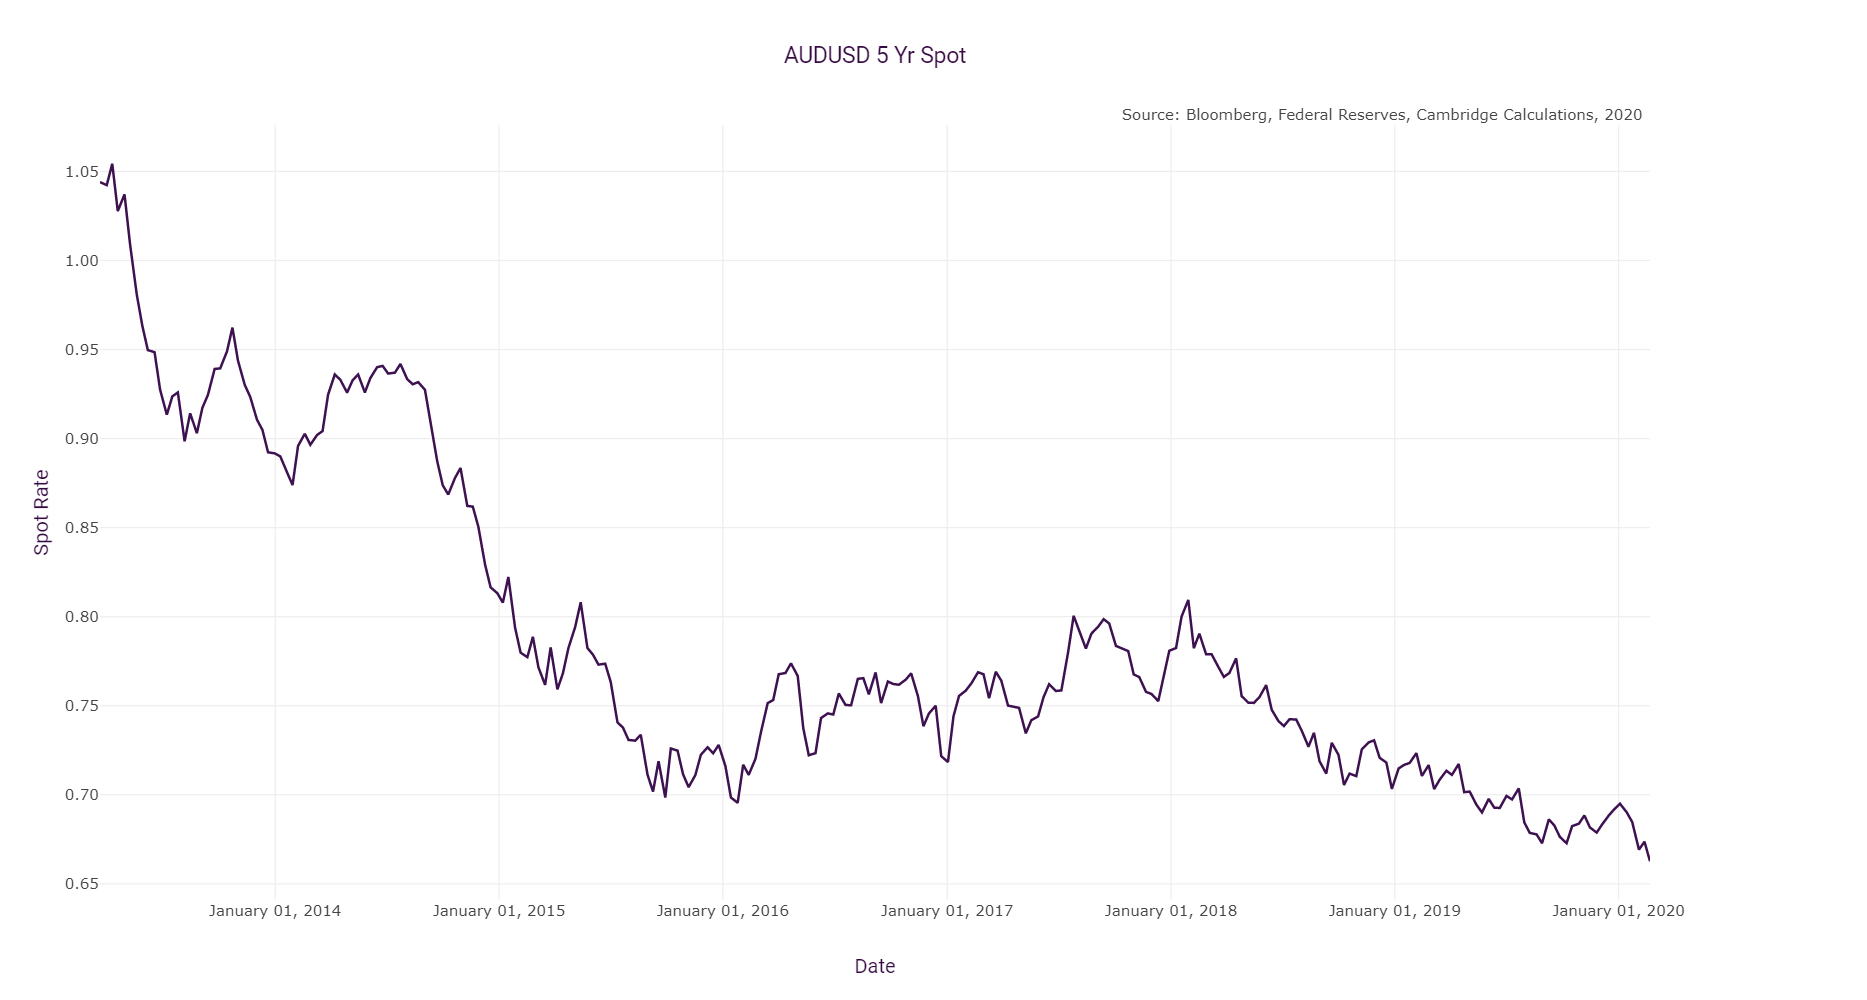 AUDUSD 5 Yr Spot
Source: Bloomberg, Federal Reserves, Cambridge Calculations, 2020
1.05
1.00
0.95
0.90
0.85
0.80
0.75
0.70
0.65
Spot Rate
January 01, 2014
January 01, 2015
January 01, 2016
January 01, 2017
January 01, 2018
January 01, 2019
January 01, 2020
Date